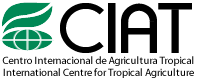 CIAT
Centro Internacional de Agricultura Tropical
International Centre for Tropical Agriculture